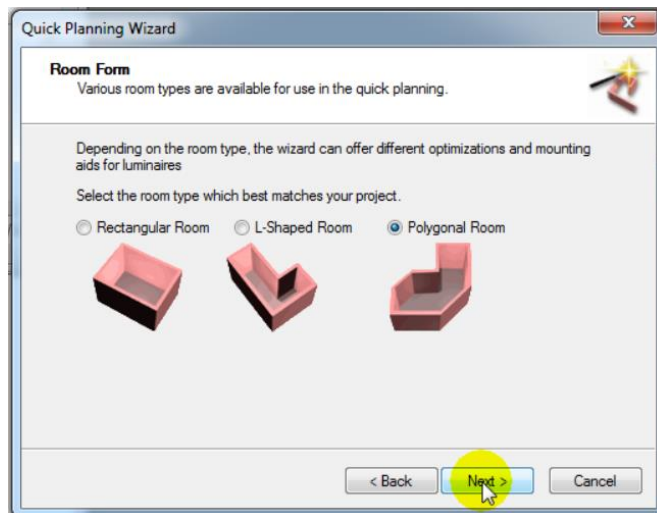 Quick Planning Wizard
Room Form
Various room types are available for use in the quick planning.
Depending on the room type, the wizard can offer different optimizations and mounting
aids for luminaires
Select the room type which best matches your project.
Rectangular Room L-Shaped Room Polygonal Room
< Back Next > Cancel